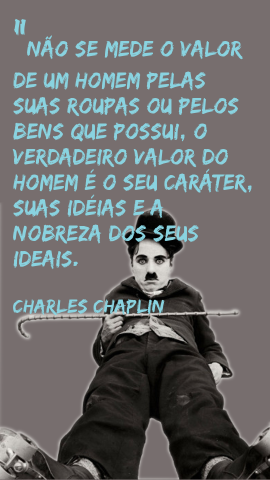 "
NÃO SE MEDE O VALOR
DE UM HOMEM PELAS
SUAS ROUPAS OU PELOS
BENS QUE POSSUI, O
VERDADEIRO VALOR DO
HOMEM É O SEU CARÁTER,
SUAS IDÉIAS E A
NOBREZA DOS SEUS
IDEAIS.
CHARLES CHAPLIN